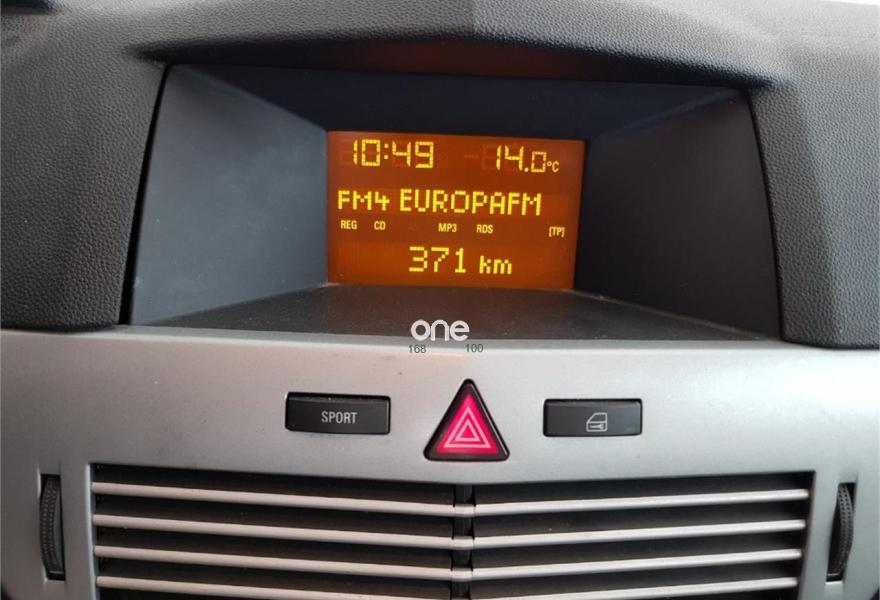 10:49 14.0°C
FM4 EUROPAFM
REG CD MP3 RDS [TP]
371 km
one
168 100
SPORT